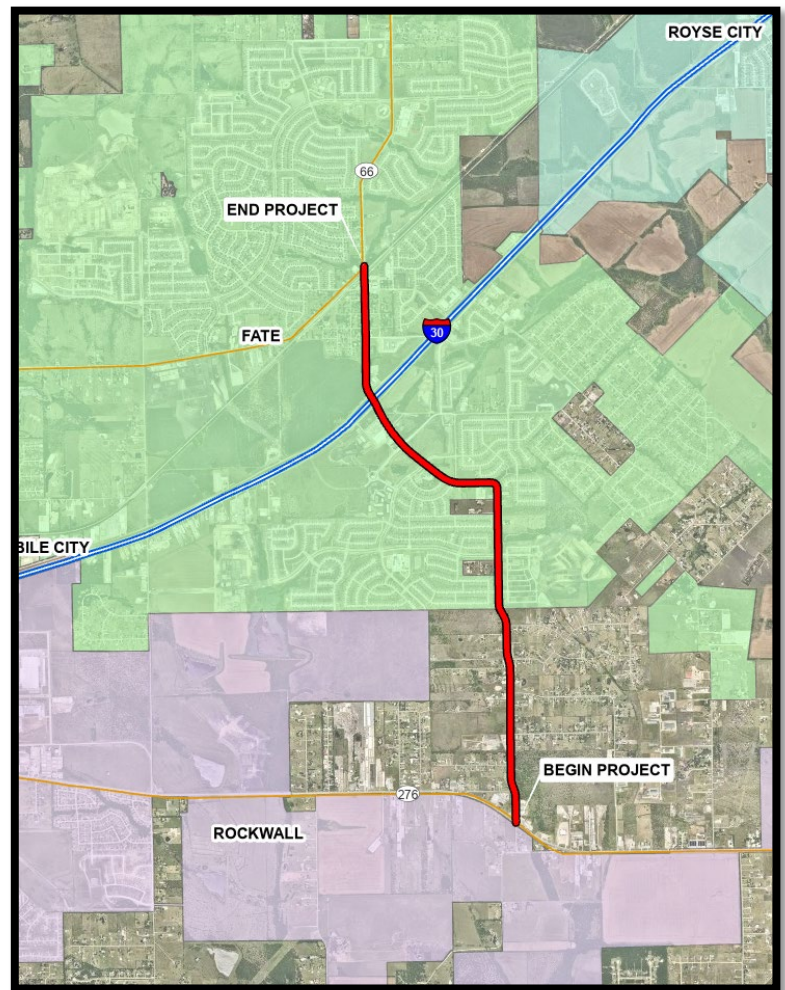 ROYSE CITY
66
END PROJECT
30
FATE
BILE CITY
BEGIN PROJECT
276
ROCKWALL